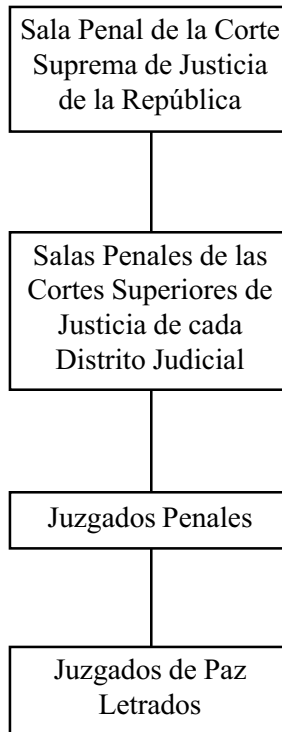 Sala Penal de la Corte
Suprema de Justicia
de la República
Salas Penales de las
Cortes Superiores de
Justicia de cada
Distrito Judicial
Juzgados Penales
Juzgados de Paz
Letrados